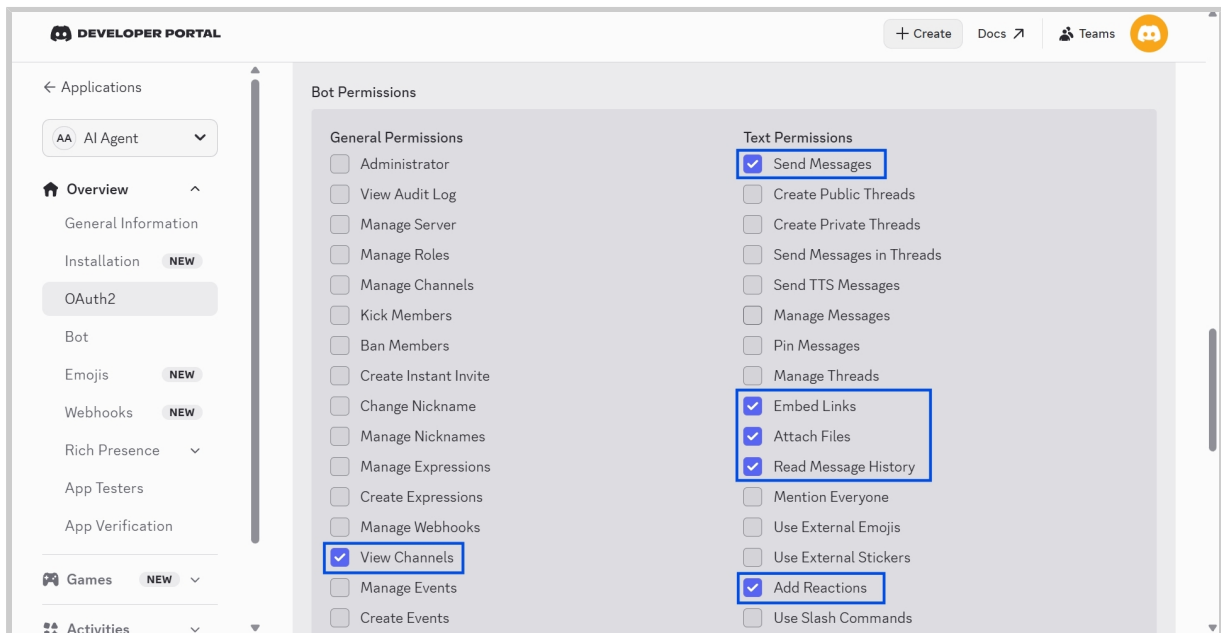 DEVELOPER PORTAL
+ Create
Docs
Teams
← Applications
AA AI Agent
Overview
General Information
Installation NEW
OAuth2
Bot
Emojis NEW
Webhooks NEW
Rich Presence
App Testers
App Verification
Games NEW
Activities
Bot Permissions
General Permissions
Administrator
View Audit Log
Manage Server
Manage Roles
Manage Channels
Kick Members
Ban Members
Create Instant Invite
Change Nickname
Manage Nicknames
Manage Expressions
Create Expressions
Manage Webhooks
View Channels
Manage Events
Create Events
Text Permissions
Send Messages
Create Public Threads
Create Private Threads
Send Messages in Threads
Send TTS Messages
Manage Messages
Pin Messages
Manage Threads
Embed Links
Attach Files
Read Message History
Mention Everyone
Use External Emojis
Use External Stickers
Add Reactions
Use Slash Commands